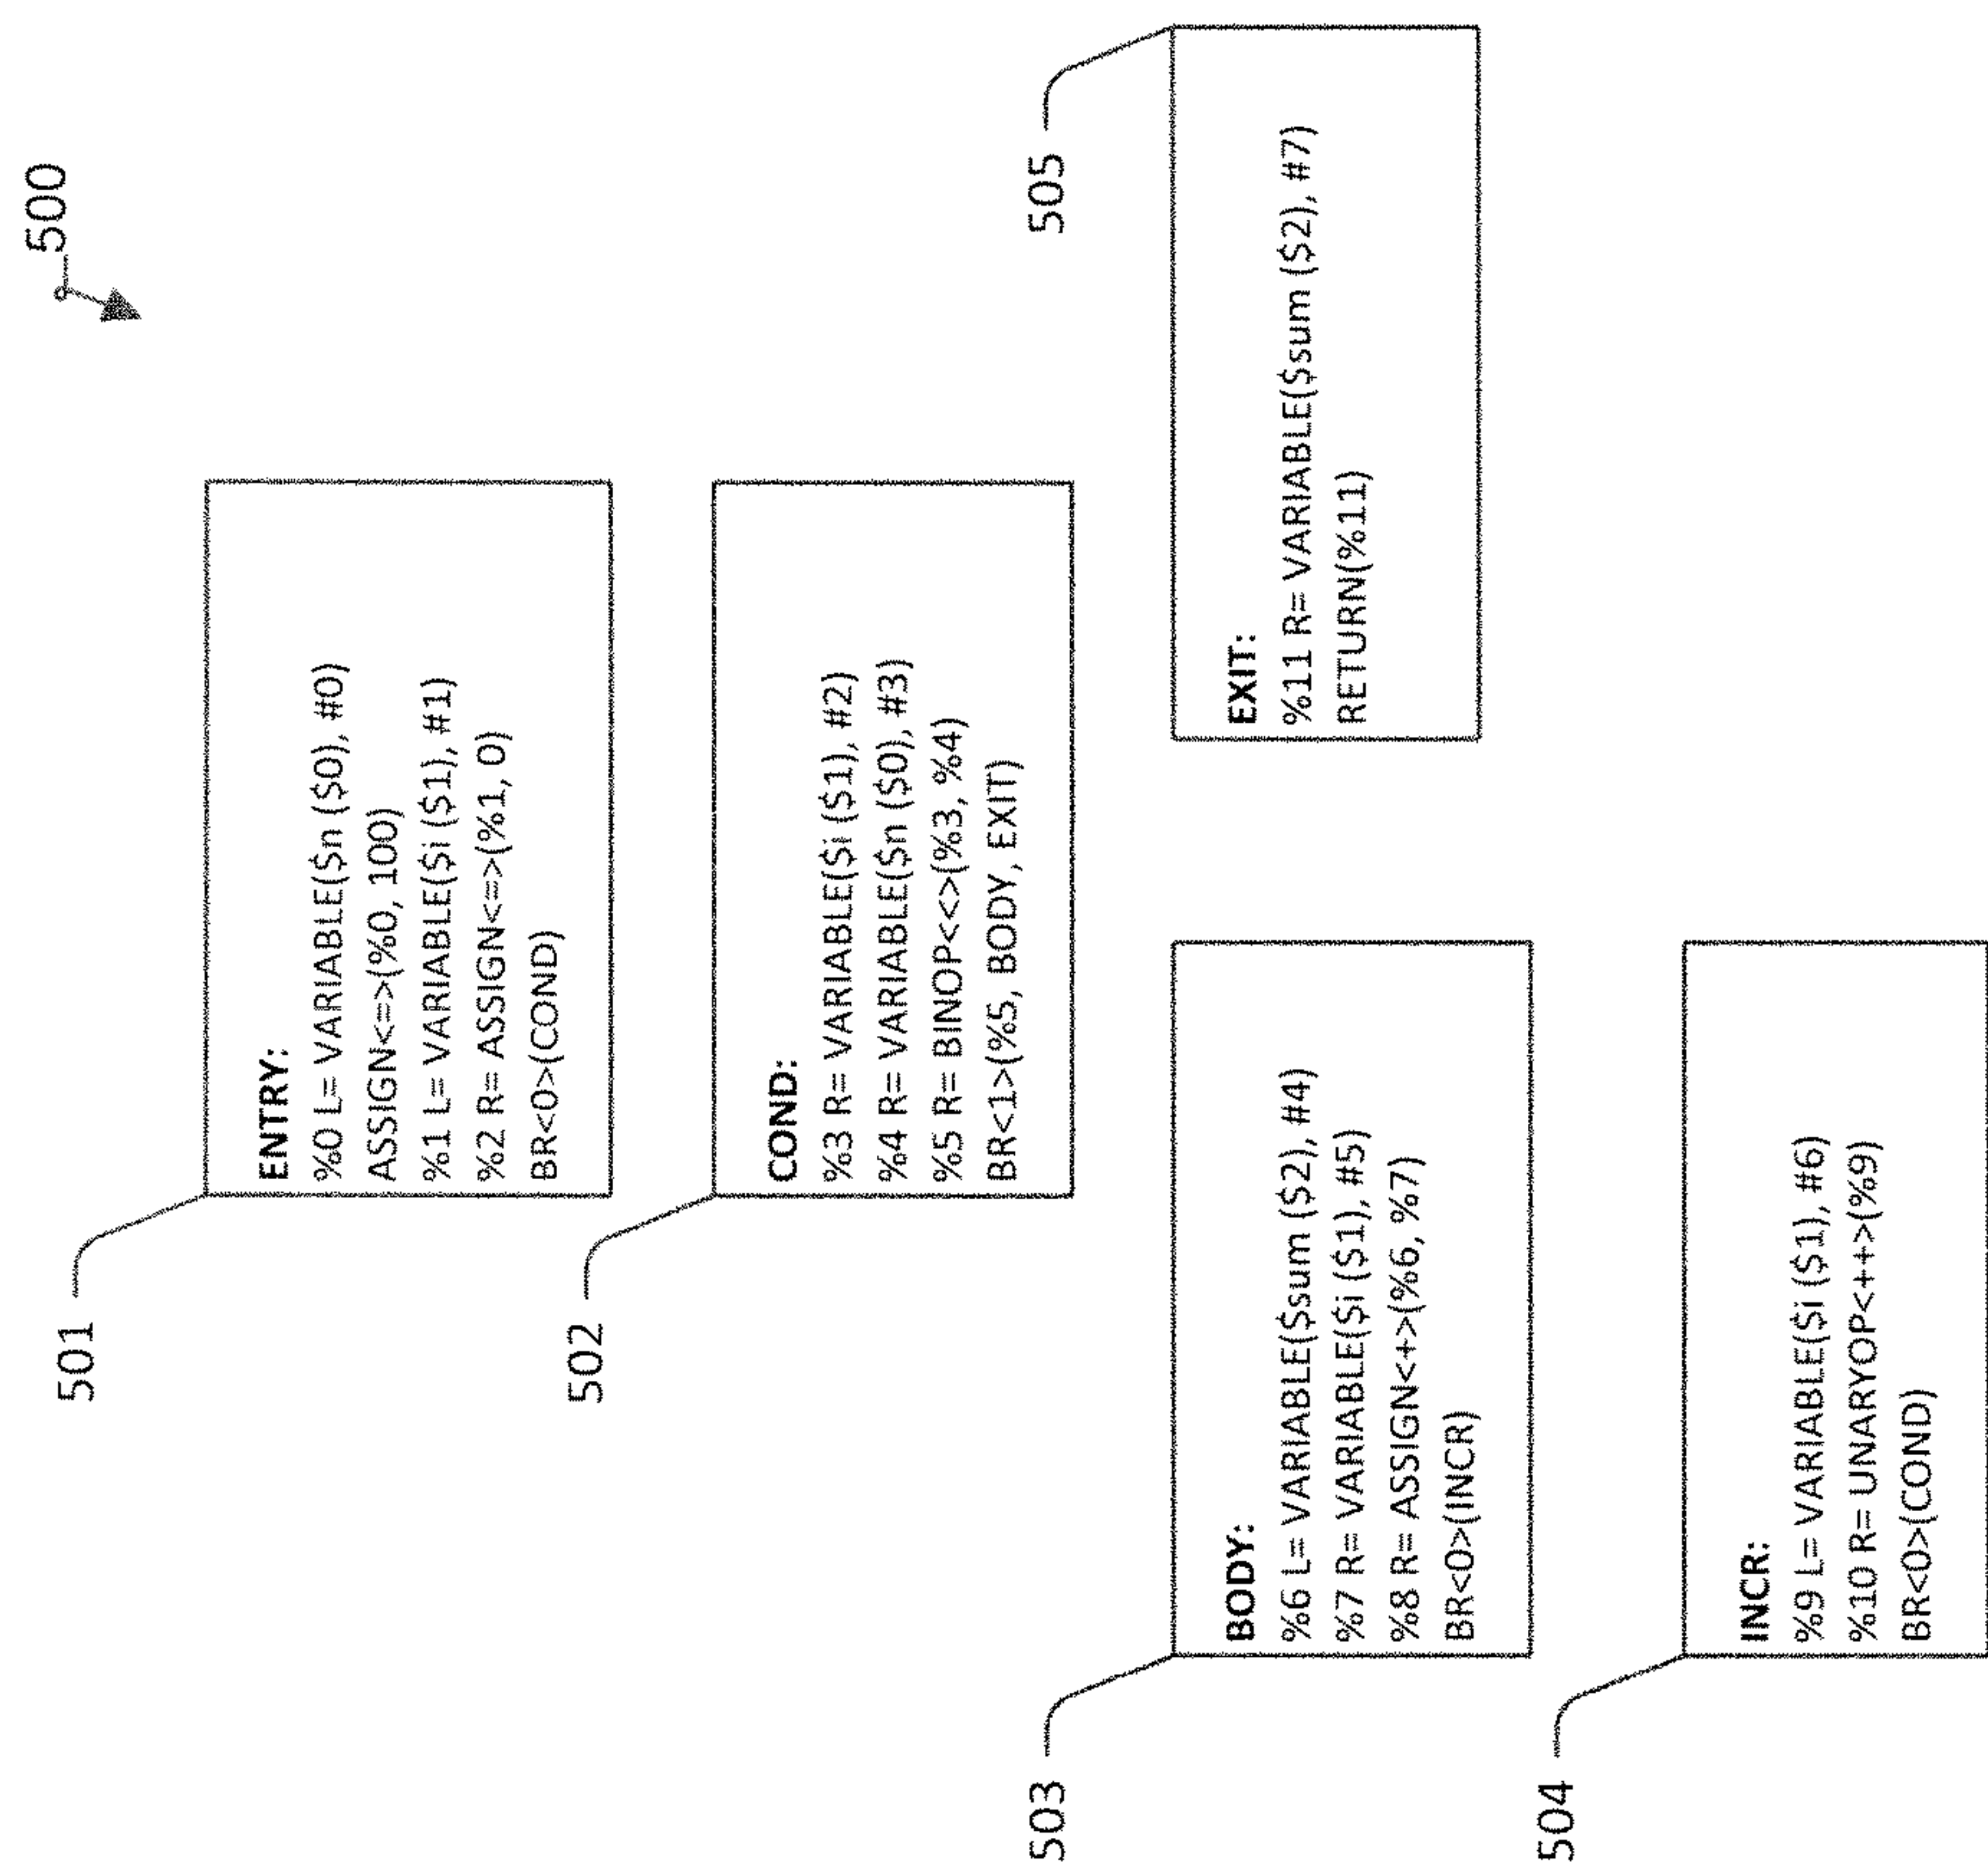 500
501
ENTRY:
%0 L= VARIABLE($n ($0), #0)
ASSIGN<=>(%0, 100)
%1 L= VARIABLE($i ($1), #1)
%2 R= ASSIGN<=>(%1, 0)
BR<0>(COND)
502
COND:
%3 R= VARIABLE($i ($1), #2)
%4 R= VARIABLE($n ($0), #3)
%5 R= BINOP<<>(%3, %4)
BR<1>(%5, BODY, EXIT)
503
BODY:
%6 L= VARIABLE($sum ($2), #4)
%7 R= VARIABLE($i ($1), #5)
%8 R= ASSIGN<+>(%6, %7)
BR<0>(INCR)
505
EXIT:
%11 R= VARIABLE($sum ($2), #7)
RETURN(%11)
504
INCR:
%9 L= VARIABLE($i ($1), #6)
%10 R= UNARYOP<++>(%9)
BR<0>(COND)